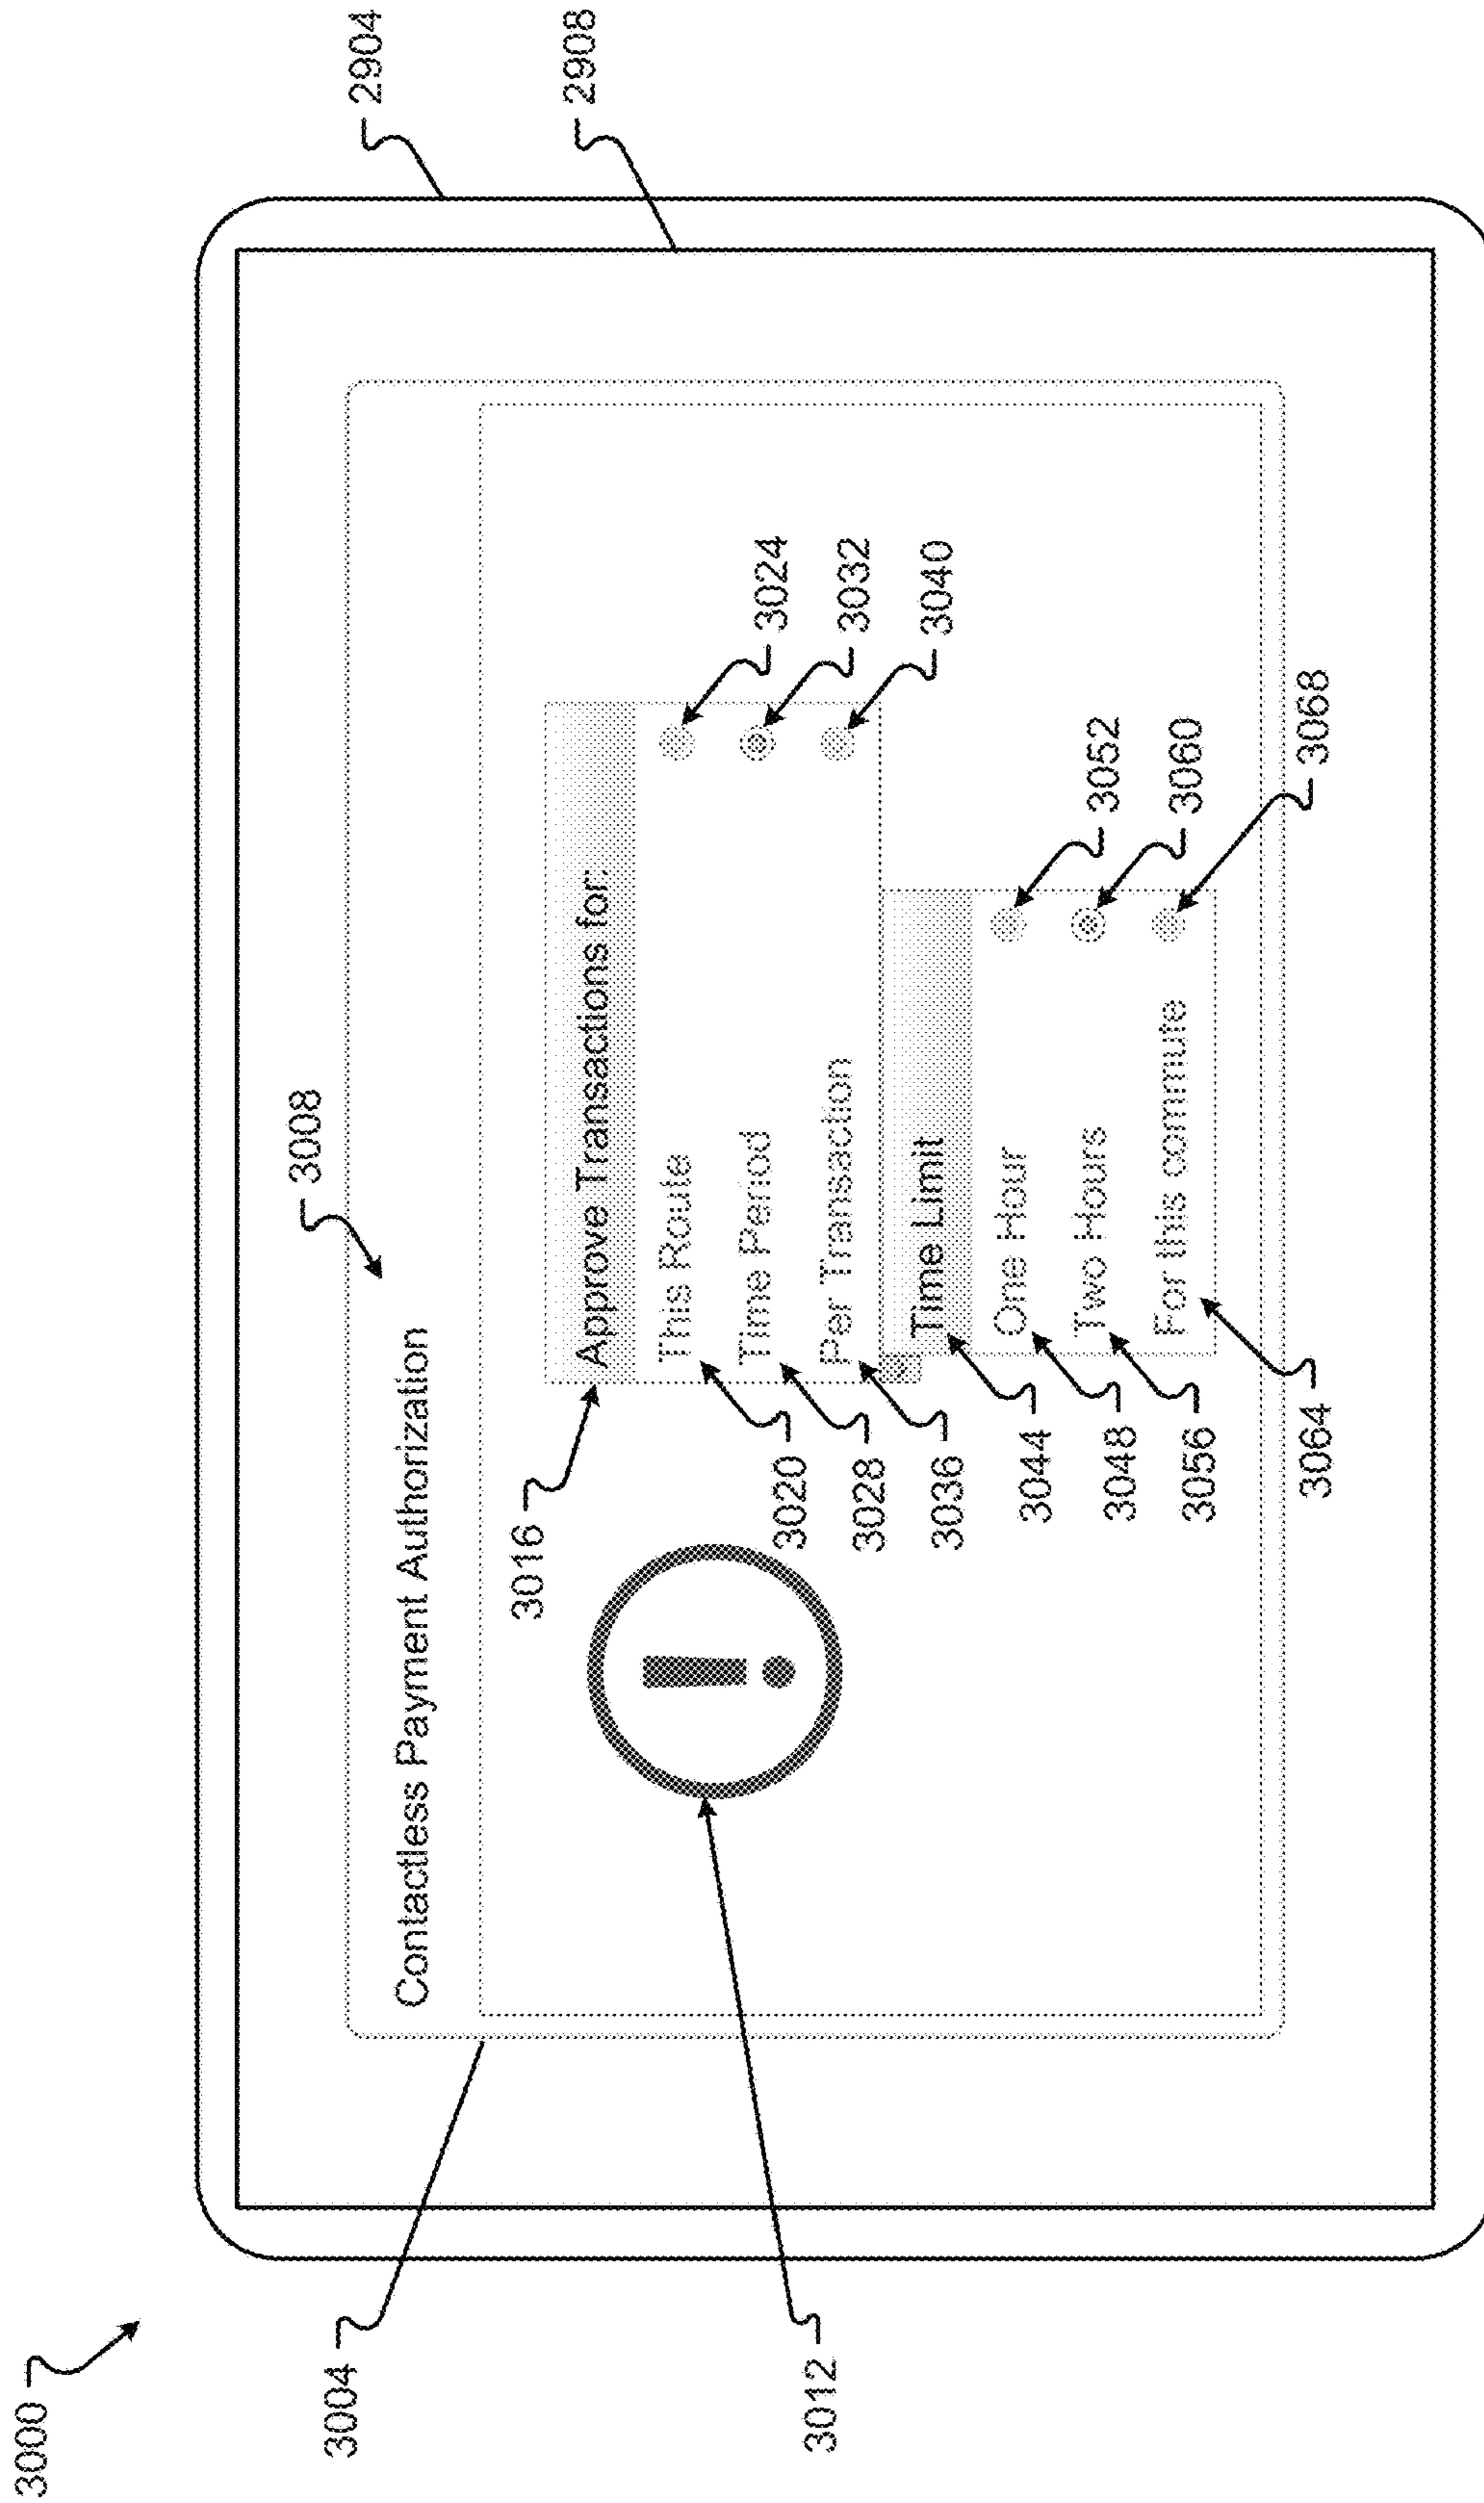 3000
2904
2908
3004
3008
Contactless Payment Authorization
3012
3016
Approve Transactions for:
3020
This Route
3024
3028
Time Period
3032
3036
Per Transaction
3040
3044
Time Limit
3048
One Hour
3052
3056
Two Hours
3060
3064
For this commute
3068